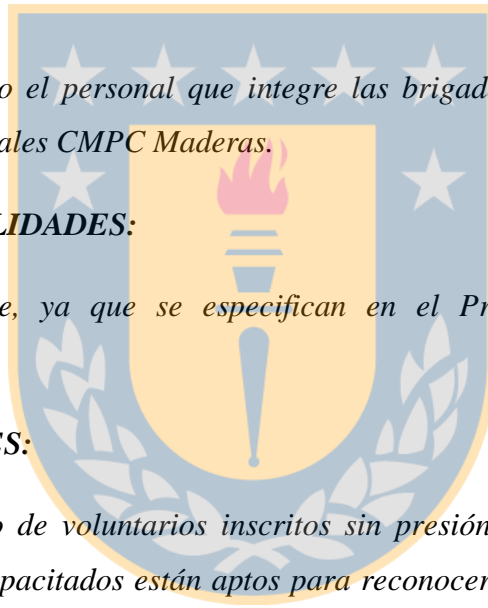 o el personal que integre las brigad
ales CMPC Maderas.
LIDADES:
e, ya que se especifican en el Pr
ES:
o de voluntarios inscritos sin presión
pacitados están aptos para reconocer